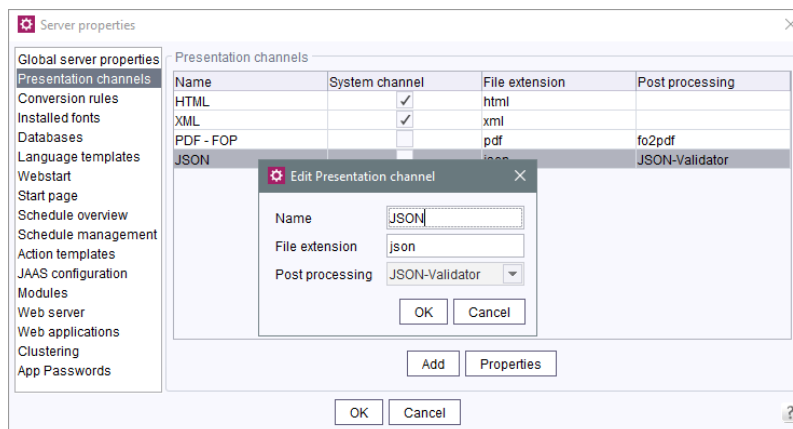 Server properties
Global server properties
Presentation channels
Conversion rules
Installed fonts
Databases
Language templates
Webstart
Start page
Schedule overview
Schedule management
Action templates
JAAS configuration
Modules
Web server
Web applications
Clustering
App Passwords
Presentation channels
Name System channel File extension Post processing
HTML html
XML xml
PDF - FOP pdf fo2pdf
JSON json JSON-Validator
Edit Presentation channel
Name JSON
File extension json
Post processing JSON-Validator
OK Cancel
Add Properties
OK Cancel
?